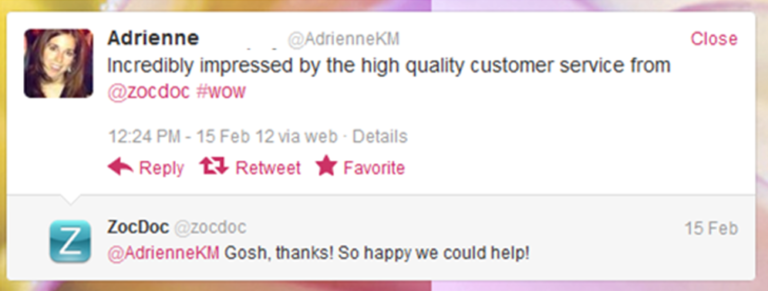 Adrienne @AdrienneKM Close
Incredibly impressed by the high quality customer service from
@zocdoc #wow
12:24 PM - 15 Feb 12 via web · Details
Reply Retweet Favorite
Z
ZocDoc @zocdoc 15 Feb
@AdrienneKM Gosh, thanks! So happy we could help!